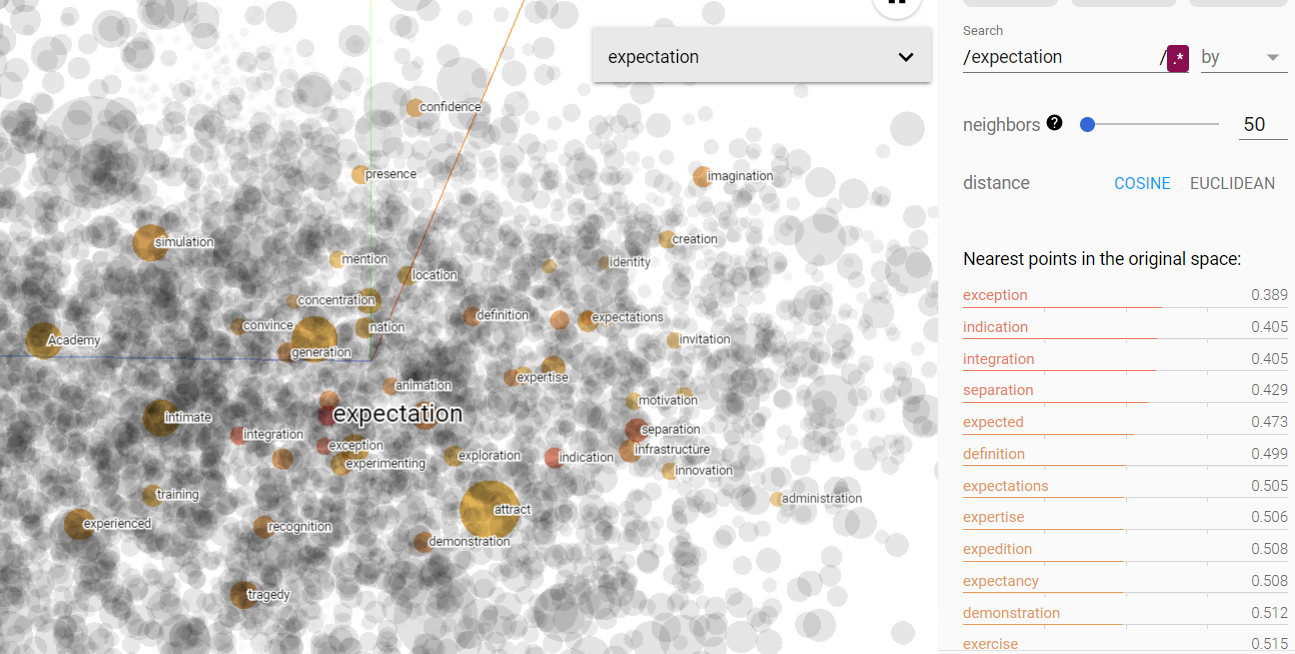 expectation
confidence
presence
imagination
simulation
creation
mention
identity
location
concentration
definition
expectations
convince
nation
Academy
invitation
generation
expertise
animation
motivation
expectation
intimate
separation
integration
exception
infrastructure
exploration
indication
experimenting
innovation
training
administration
attract
experienced
recognition
demonstration
tragedy
Search
/expectation / .* by
neighbors ? 50
distance COSINE EUCLIDEAN
Nearest points in the original space:
exception 0.389
indication 0.405
integration 0.405
separation 0.429
expected 0.473
definition 0.499
expectations 0.505
expertise 0.506
expedition 0.508
expectancy 0.508
demonstration 0.512
exercise 0.515